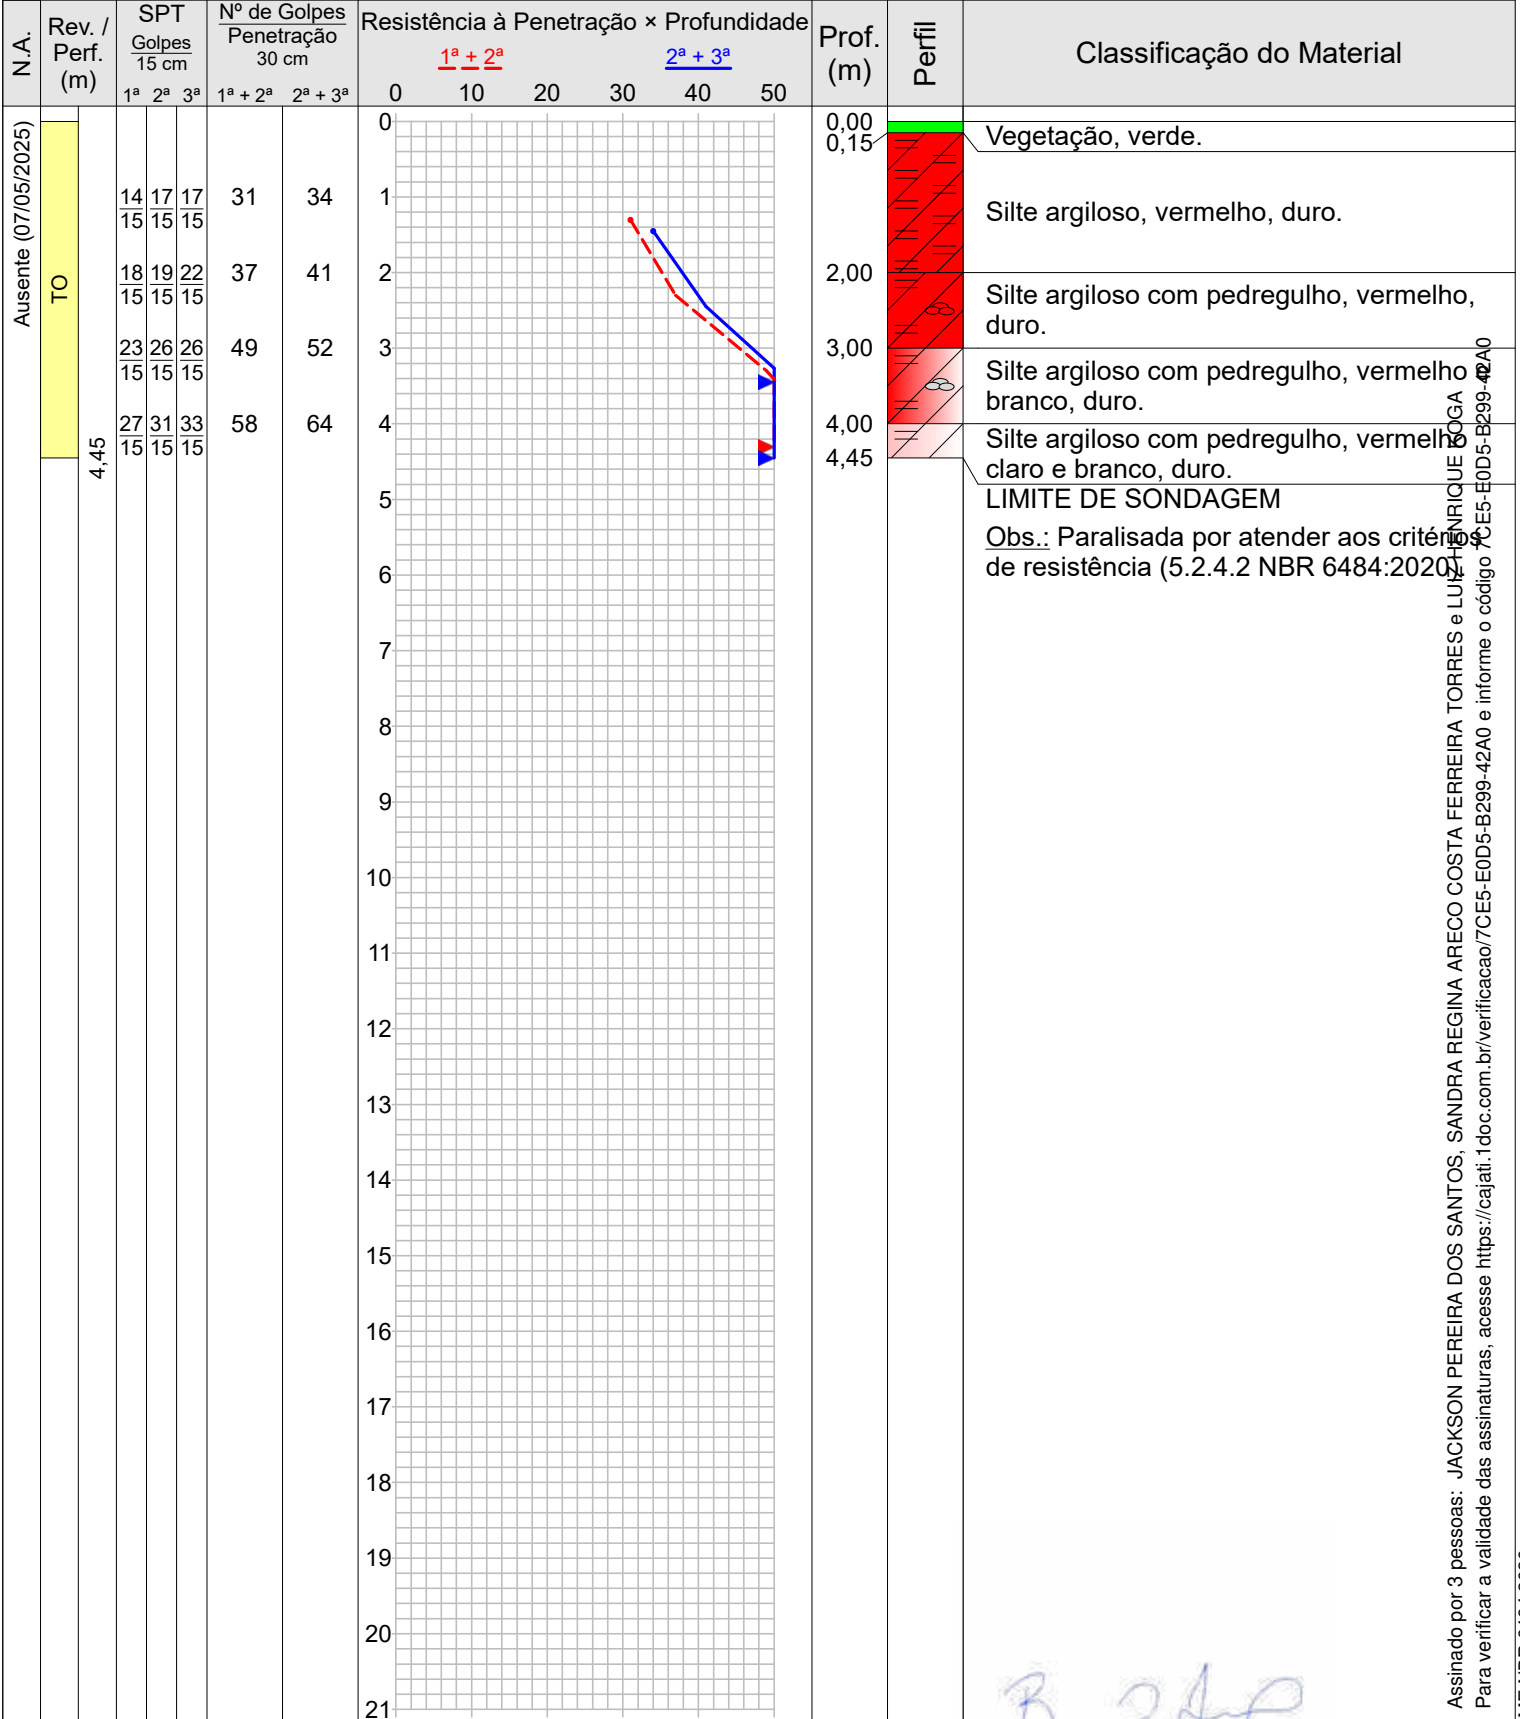 N.A.
Rev. /
Perf.
(m)
SPT
Golpes
15 cm
1ª 2ª 3ª
Nº de Golpes
Penetração
30 cm
1ª + 2ª 2ª + 3ª
Resistência à Penetração × Profundidade
1ª + 2ª 2ª + 3ª
0 10 20 30 40 50
Prof.
(m)
Perfil
Classificação do Material
Ausente (07/05/2025)
TO
4,45
14 17 17 31 34
15 15 15
18 19 22 37 41
15 15 15
23 26 26 49 52
15 15 15
27 31 33 58 64
15 15 15
0
1
2
3
4
5
6
7
8
9
10
11
12
13
14
15
16
17
18
19
20
21
0,00
0,15
2,00
3,00
4,00
4,45
Vegetação, verde.
Silte argiloso, vermelho, duro.
Silte argiloso com pedregulho, vermelho,
duro.
Silte argiloso com pedregulho, vermelho e
branco, duro.
Silte argiloso com pedregulho, vermelho
claro e branco, duro.
LIMITE DE SONDAGEM
Obs.: Paralisada por atender aos critérios
de resistência (5.2.4.2 NBR 6484:2020).
Assinado por 3 pessoas: JACKSON PEREIRA DOS SANTOS, SANDRA REGINA ARECO COSTA FERREIRA TORRES e LUIZ HENRIQUE KOGA
Para verificar a validade das assinaturas, acesse https://cajati.1doc.com.br/verificacao/7CE5-E0D5-B299-42A0 e informe o código 7CE5-E0D5-B299-42A0